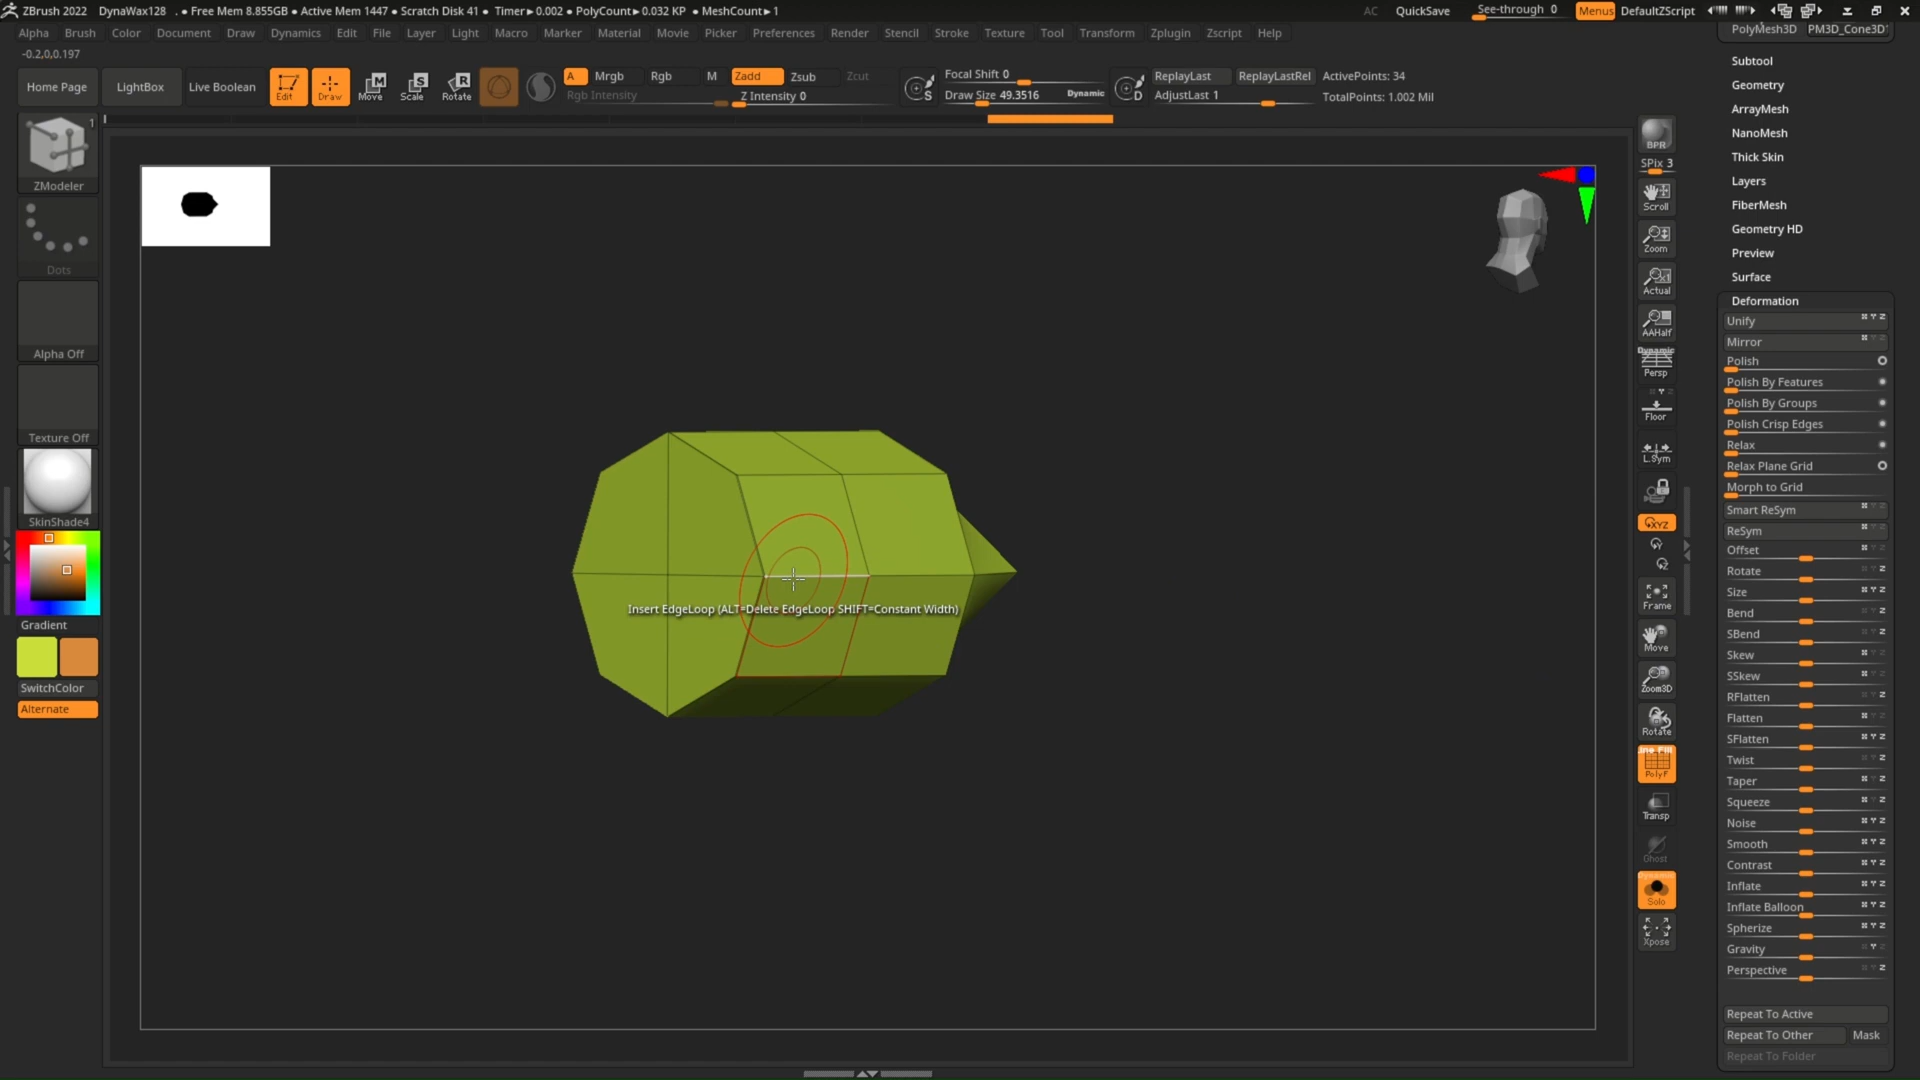 ZBrush 2022 DynaWax128 . • Free Mem 8.855GB • Active Mem 1447 • Scratch Disk 41 • Timer▸0.002 • PolyCount▸0.032 KP • MeshCount▸1 AC QuickSave See-through 0 Menus DefaultZScript
Alpha Brush Color Document Draw Dynamics Edit File Layer Light Macro Marker Material Movie Picker Preferences Render Stencil Stroke Texture Tool Transform Zplugin Zscript Help
-0.2,0,0.197
Home Page LightBox Live Boolean Edit Draw Move Scale Rotate
A Mrgb Rgb M Zadd Zsub Zcut
Rgb Intensity Z Intensity 0
S Focal Shift 0
Draw Size 49.3516 Dynamic
D ReplayLast ReplayLastRel ActivePoints: 34
AdjustLast 1 TotalPoints: 1.002 Mil
1
ZModeler
Dots
Alpha Off
Texture Off
SkinShade4
Gradient
SwitchColor
Alternate
Insert EdgeLoop (ALT=Delete EdgeLoop SHIFT=Constant Width)
BPR
SPix 3
Scroll
Zoom
Actual
AAHalf
Dynamic
Persp
Floor
L.Sym
XYZ
Y
Z
Frame
Move
Zoom3D
Rotate
Line Fill
PolyF
Transp
Ghost
Dynamic
Solo
Xpose
PolyMesh3D PM3D_Cone3D
Subtool
Geometry
ArrayMesh
NanoMesh
Thick Skin
Layers
FiberMesh
Geometry HD
Preview
Surface
Deformation
Unify
Mirror
Polish
Polish By Features
Polish By Groups
Polish Crisp Edges
Relax
Relax Plane Grid
Morph to Grid
Smart ReSym
ReSym
Offset
Rotate
Size
Bend
SBend
Skew
SSkew
RFlatten
Flatten
SFlatten
Twist
Taper
Squeeze
Noise
Smooth
Contrast
Inflate
Inflate Balloon
Spherize
Gravity
Perspective
Repeat To Active
Repeat To Other Mask
Repeat To Folder